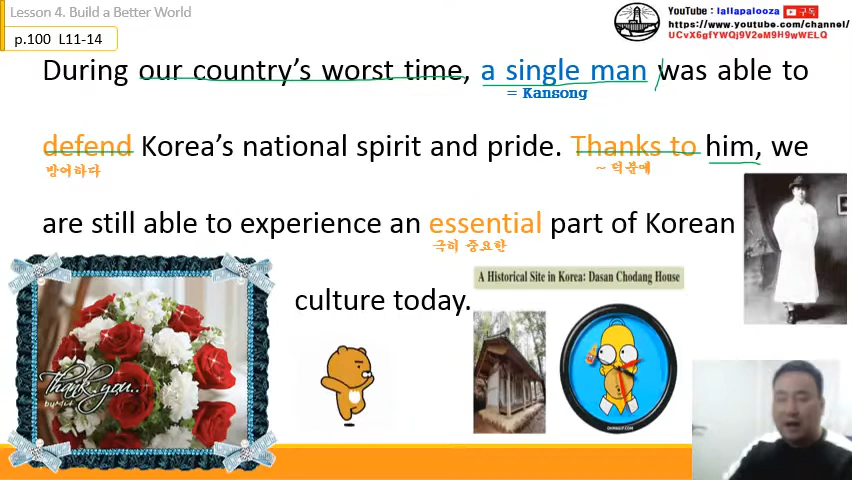 Lesson 4. Build a Better World
YouTube : lallapalooza 구독
https://www.youtube.com/channel/
UCvX6gfYWQj9V2eM9H9wWELQ
p.100 L11-14
During our country's worst time, a single man was able to
= Kansong
defend Korea's national spirit and pride. Thanks to him, we
방어하다
~ 덕분에
are still able to experience an essential part of Korean
극히 중요한
A Historical Site in Korea: Dasan Chodang House
culture today.
Thank you..